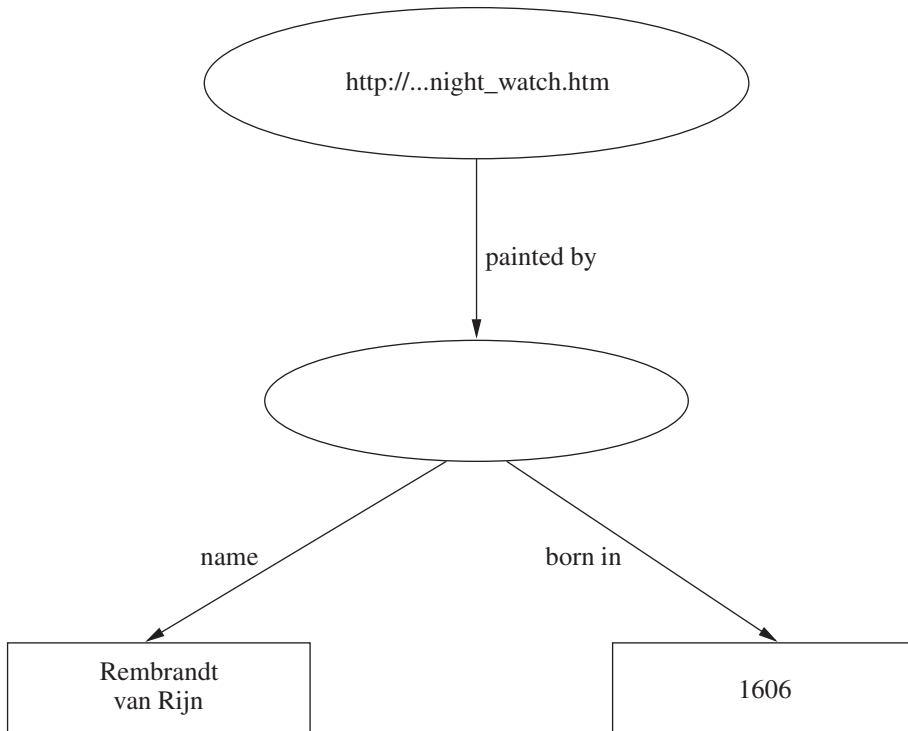 http://...night_watch.htm
painted by
name
born in
Rembrandt
van Rijn
1606